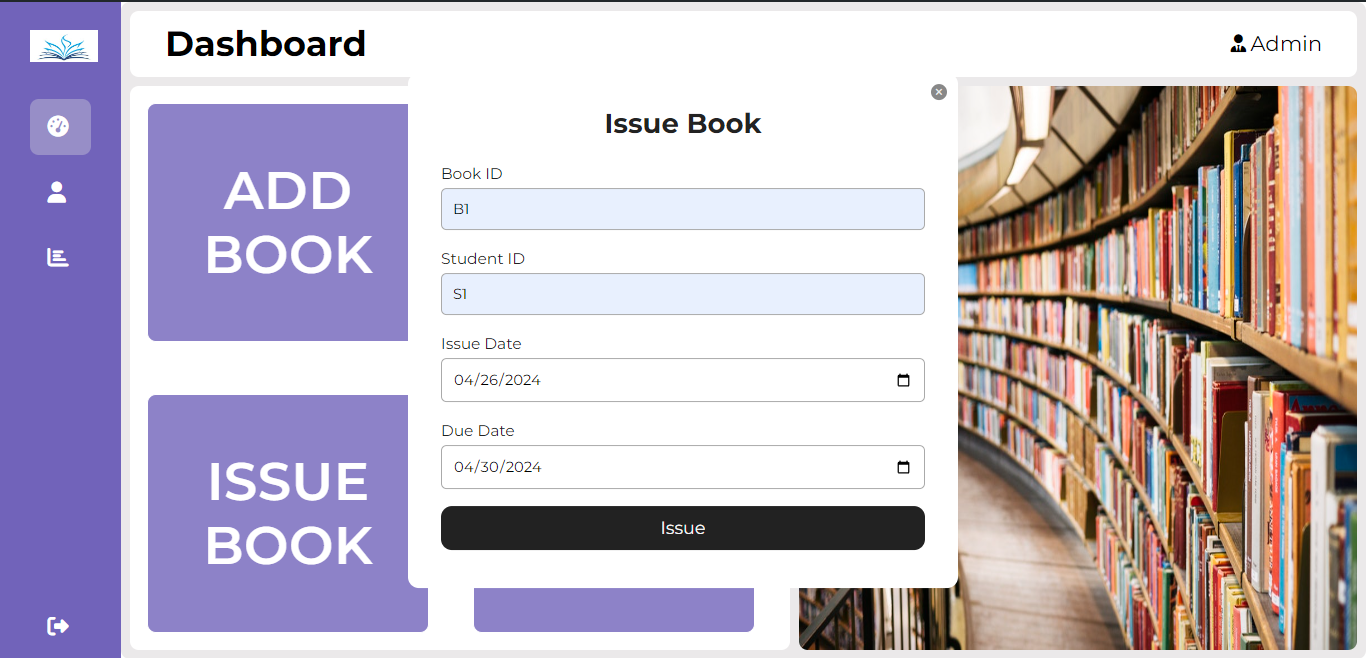 Dashboard
Admin
ADD
BOOK
ISSUE
BOOK
Issue Book
Book ID
B1
Student ID
S1
Issue Date
04/26/2024
Due Date
04/30/2024
Issue